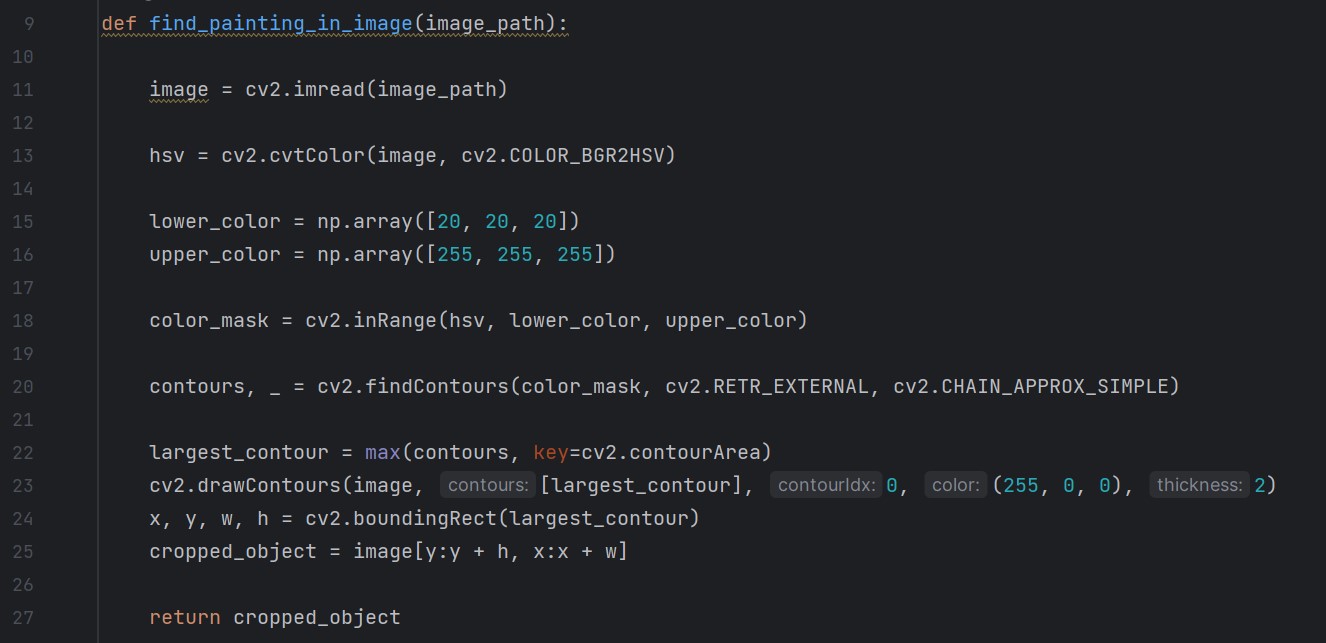 9 def find_painting_in_image(image_path):
10
11 image = cv2.imread(image_path)
12
13 hsv = cv2.cvtColor(image, cv2.COLOR_BGR2HSV)
14
15 lower_color = np.array([20, 20, 20])
16 upper_color = np.array([255, 255, 255])
17
18 color_mask = cv2.inRange(hsv, lower_color, upper_color)
19
20 contours, _ = cv2.findContours(color_mask, cv2.RETR_EXTERNAL, cv2.CHAIN_APPROX_SIMPLE)
21
22 largest_contour = max(contours, key=cv2.contourArea)
23 cv2.drawContours(image, contours: [largest_contour], contourIdx: 0, color: (255, 0, 0), thickness: 2)
24 x, y, w, h = cv2.boundingRect(largest_contour)
25 cropped_object = image[y:y + h, x:x + w]
26
27 return cropped_object